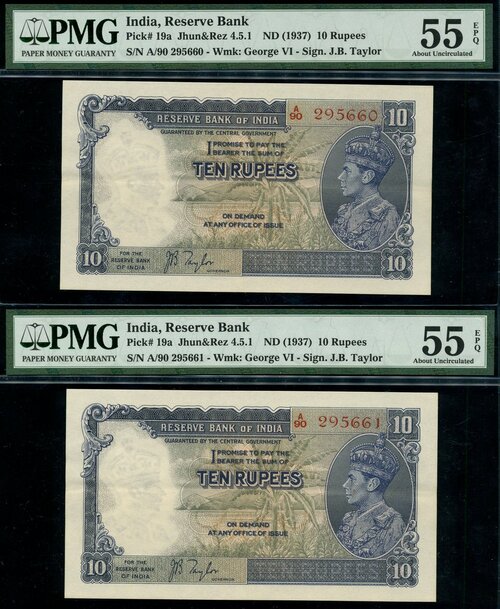 PMG
PAPER MONEY GUARANTY
India, Reserve Bank
Pick# 19a Jhun&Rez 4.5.1 ND (1937) 10 Rupees
S/N A/90 295660 - Wmk: George VI - Sign. J.B. Taylor
55 EPQ
About Uncirculated
RESERVE BANK OF INDIA
A/90 295660
10
GUARANTEED BY THE CENTRAL GOVERNMENT
I PROMISE TO PAY THE
BEARER THE SUM OF
TEN RUPEES
ON DEMAND
AT ANY OFFICE OF ISSUE
FOR THE
RESERVE BANK
OF INDIA
JB Taylor
GOVERNOR
10
10
PMG
PAPER MONEY GUARANTY
India, Reserve Bank
Pick# 19a Jhun&Rez 4.5.1 ND (1937) 10 Rupees
S/N A/90 295661 - Wmk: George VI - Sign. J.B. Taylor
55 EPQ
About Uncirculated
RESERVE BANK OF INDIA
A/90 295661
10
GUARANTEED BY THE CENTRAL GOVERNMENT
I PROMISE TO PAY THE
BEARER THE SUM OF
TEN RUPEES
ON DEMAND
AT ANY OFFICE OF ISSUE
FOR THE
RESERVE BANK
OF INDIA
JB Taylor
GOVERNOR
10
10